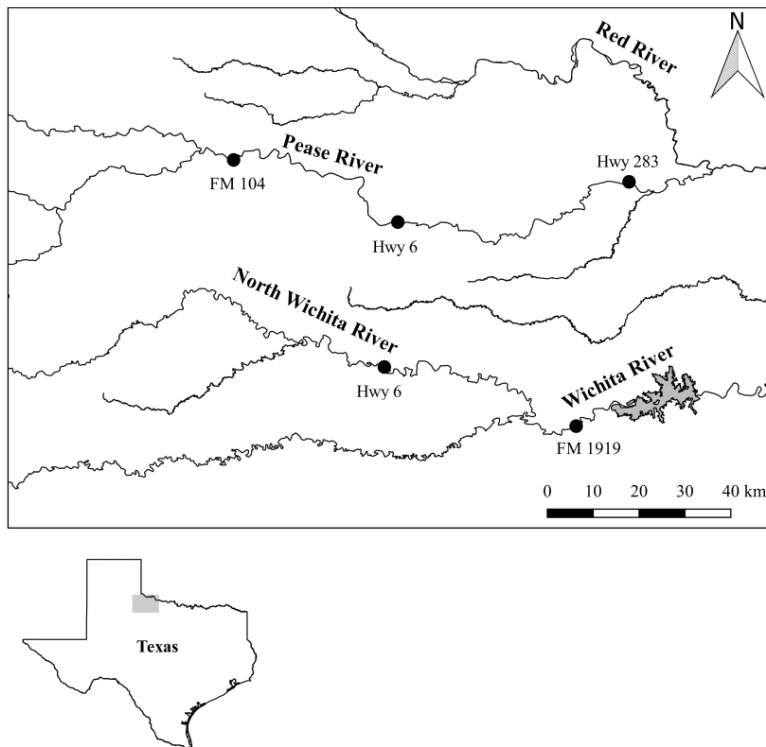 N
Red River
Pease River
Hwy 283
FM 104
Hwy 6
North Wichita River
Wichita River
Hwy 6
FM 1919
0 10 20 30 40 km
Texas